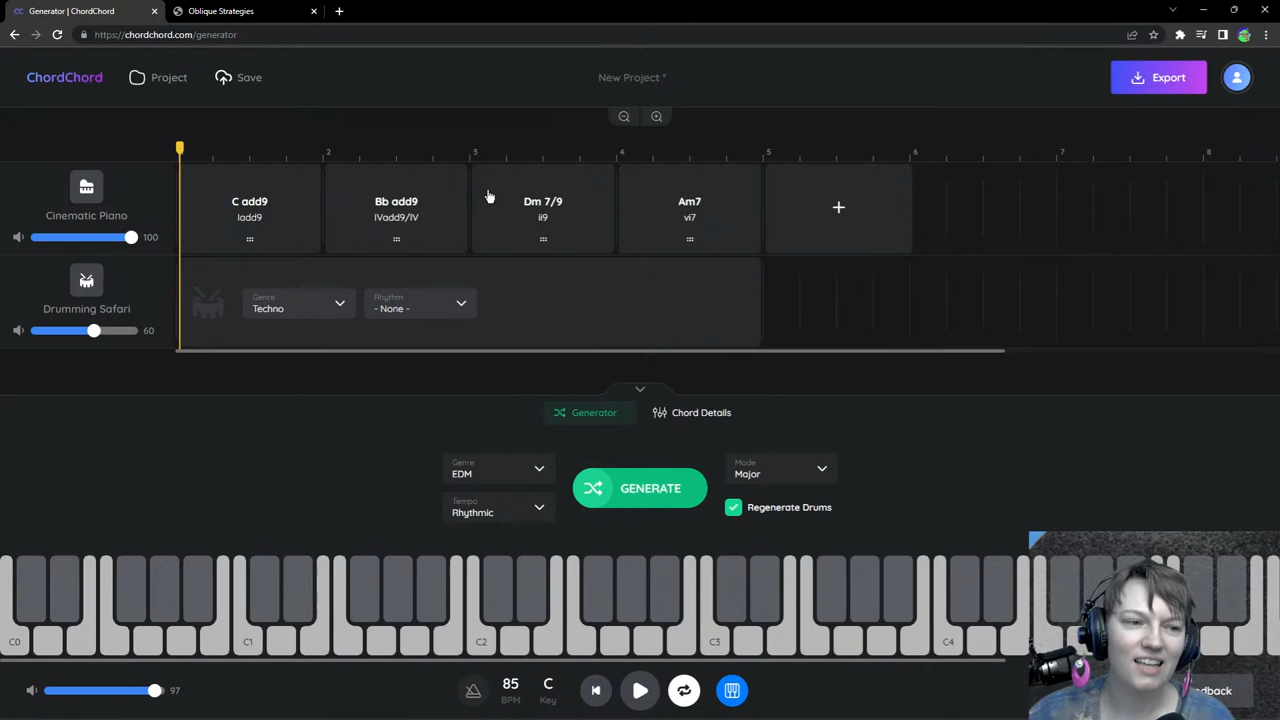 Generator | ChordChord
Oblique Strategies
https://chordchord.com/generator
ChordChord
Project
Save
New Project *
Export
2
3
4
5
6
7
8
Cinematic Piano
100
C add9
Iadd9
Bb add9
IVadd9/IV
Dm 7/9
ii9
Am7
vi7
+
Drumming Safari
60
Genre
Techno
Rhythm
- None -
Generator
Chord Details
Genre
EDM
Tempo
Rhythmic
GENERATE
Mode
Major
Regenerate Drums
C0
C1
C2
C3
C4
97
85
BPM
C
Key